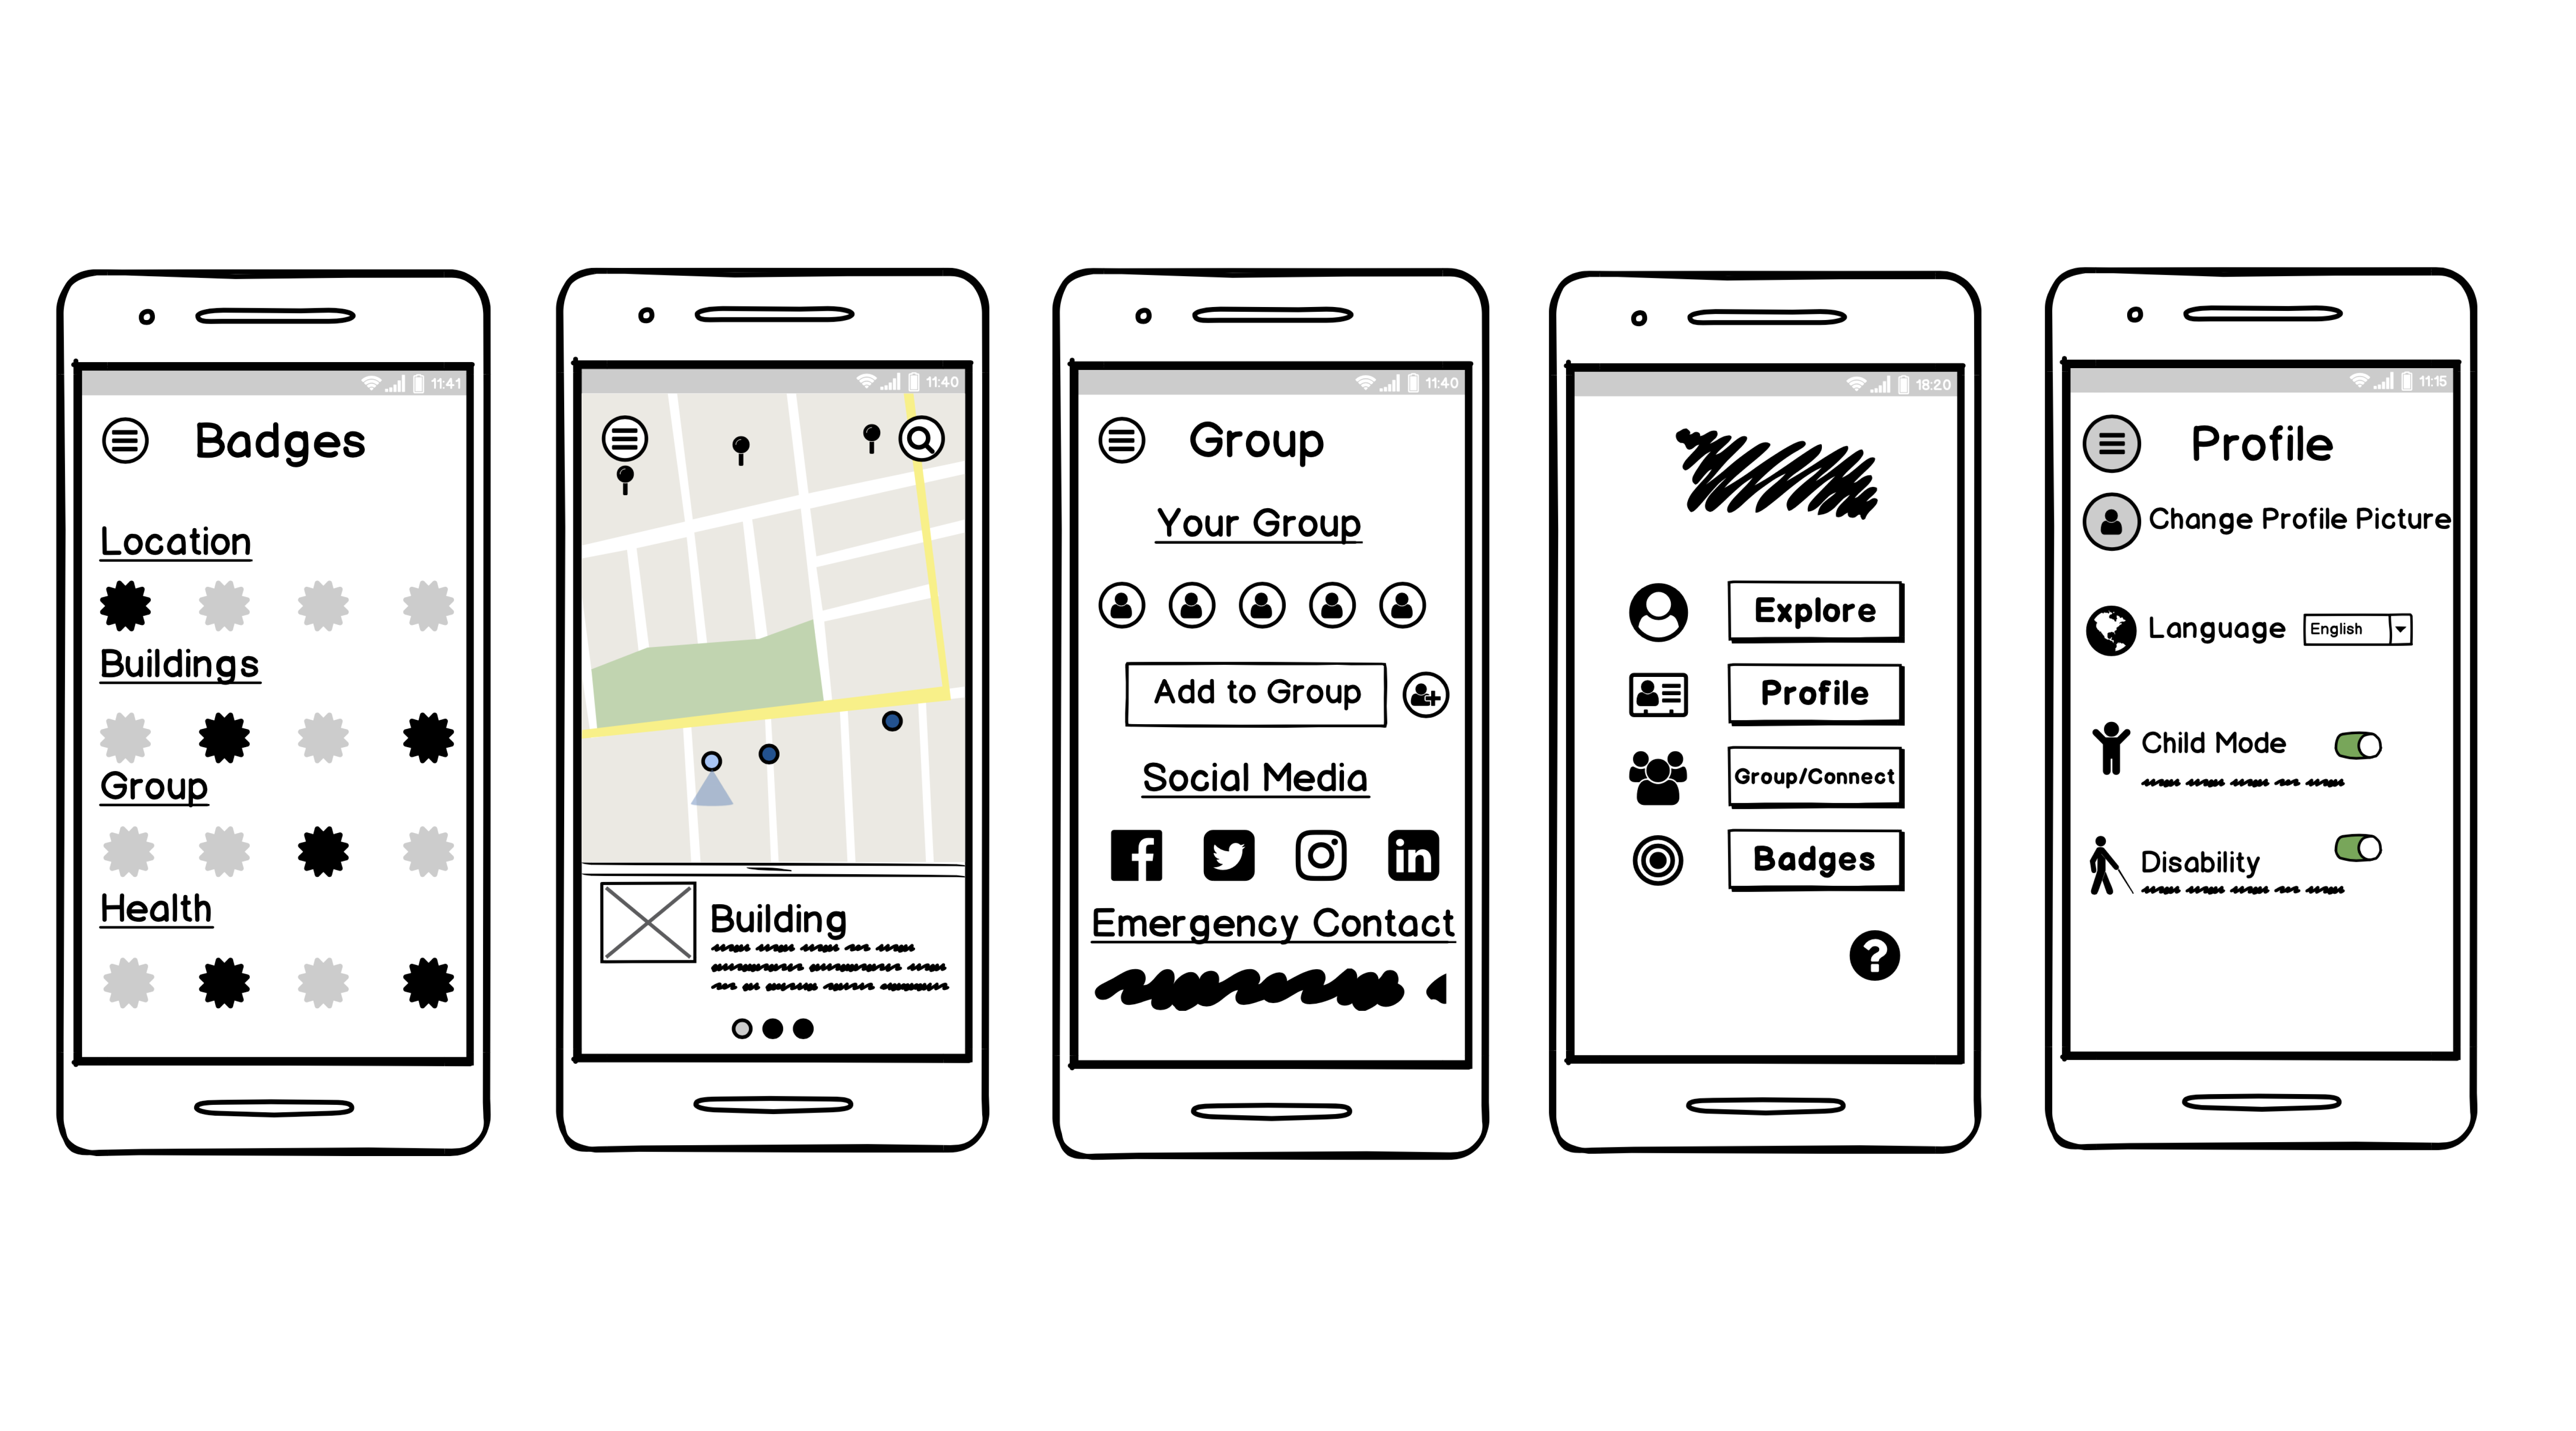 11:41
Badges
Location
Buildings
Group
Health
11:40
Building
11:40
Group
Your Group
Add to Group
Social Media
f
in
Emergency Contact
18:20
Explore
Profile
Group/Connect
Badges
?
11:15
Profile
Change Profile Picture
Language English
Child Mode
Disability